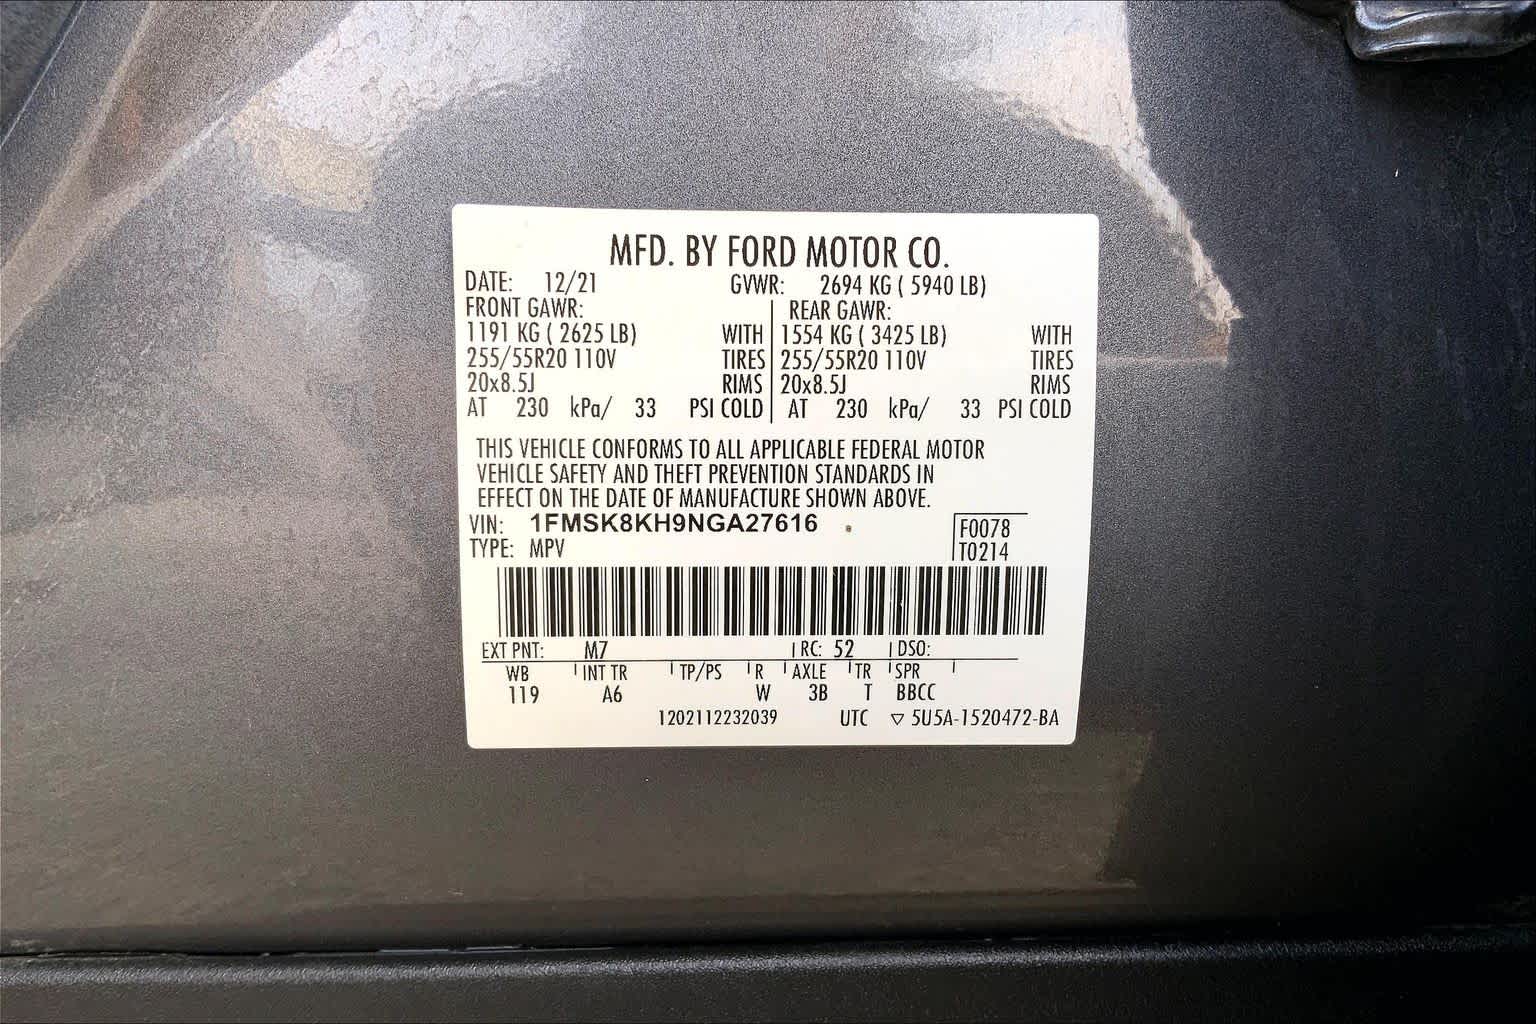 MFD. BY FORD MOTOR CO.
DATE: 12/21 GVWR: 2694 KG ( 5940 LB)
FRONT GAWR: REAR GAWR:
1191 KG ( 2625 LB) WITH 1554 KG ( 3425 LB) WITH
255/55R20 110V TIRES 255/55R20 110V TIRES
20x8.5J RIMS 20x8.5J RIMS
AT 230 kPa/ 33 PSI COLD AT 230 kPa/ 33 PSI COLD
THIS VEHICLE CONFORMS TO ALL APPLICABLE FEDERAL MOTOR
VEHICLE SAFETY AND THEFT PREVENTION STANDARDS IN
EFFECT ON THE DATE OF MANUFACTURE SHOWN ABOVE.
VIN: 1FMSK8KH9NGA27616 F0078
TYPE: MPV T0214
EXT PNT: M7 RC: 52 DSO:
WB INT TR TP/PS R AXLE TR SPR
119 A6 W 3B T BBCC
1202112232039 UTC ▽ 5U5A-1520472-BA